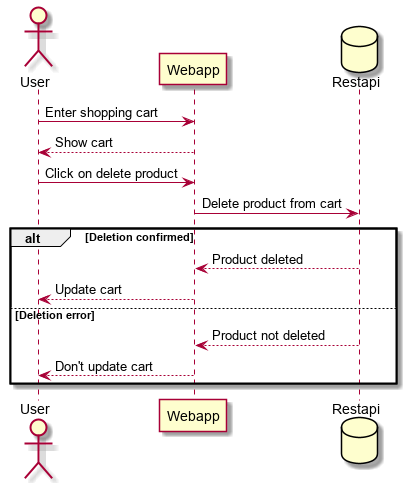 User
Webapp
Restapi
Enter shopping cart
Show cart
Click on delete product
Delete product from cart
alt [Deletion confirmed]
Product deleted
Update cart
[Deletion error]
Product not deleted
Don't update cart
User
Webapp
Restapi